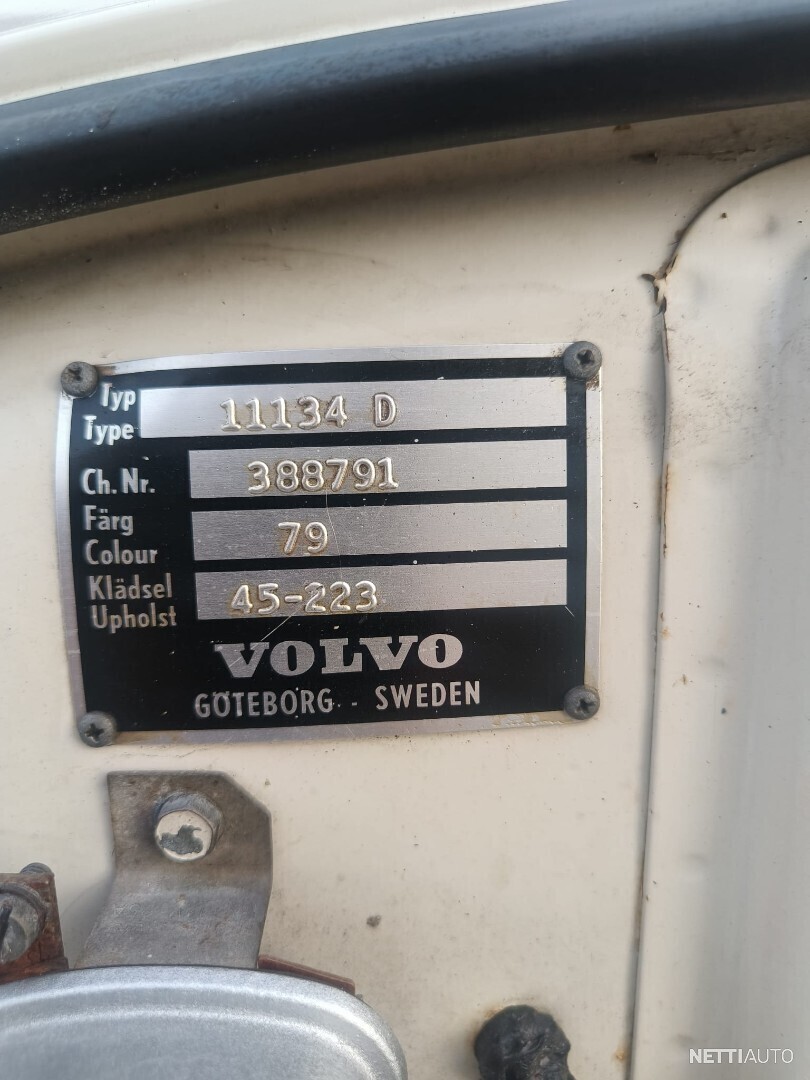 Typ
Type 11134 D
Ch. Nr. 388791
Färg
Colour 79
Klädsel
Upholst 45-223
VOLVO
GÖTEBORG - SWEDEN
NETTIAUTO